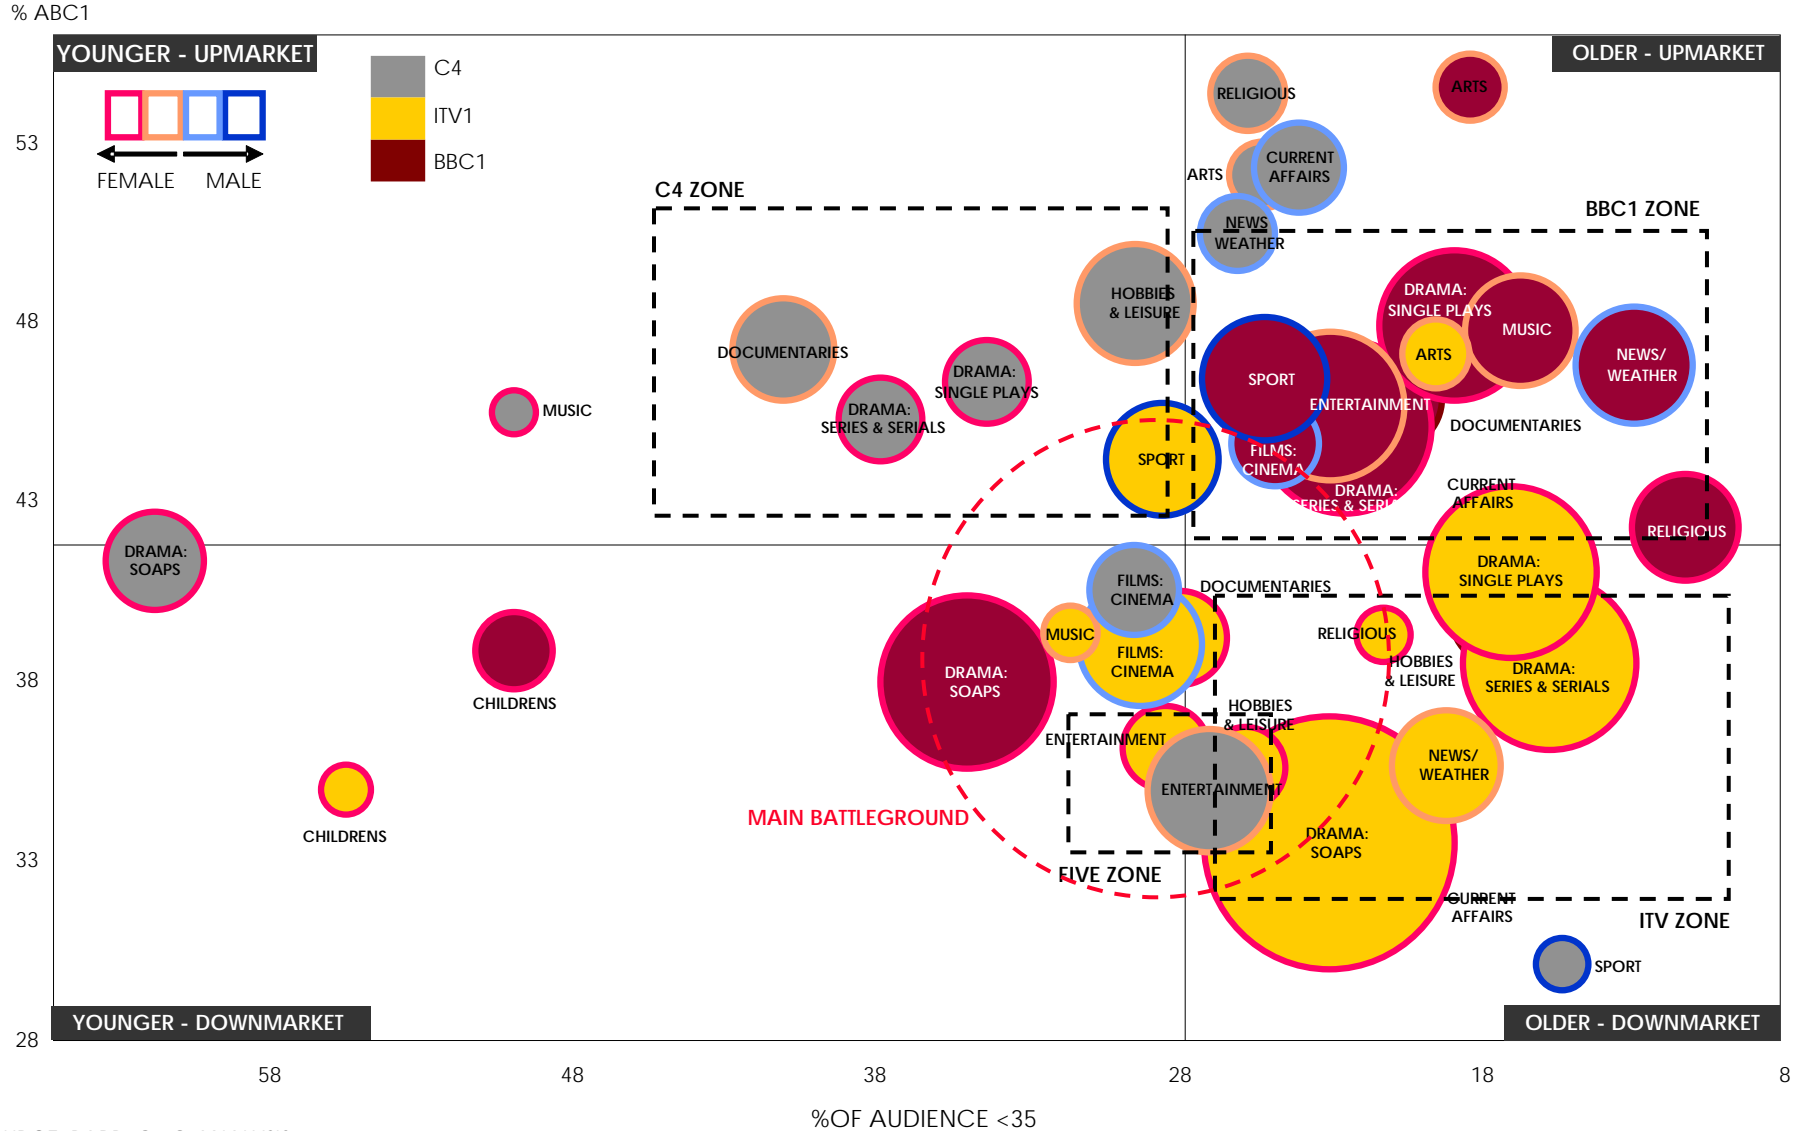 % ABC1
YOUNGER - UPMARKET
OLDER - UPMARKET
C4
ITV1
BBC1
FEMALE
MALE
53
48
43
38
33
28
RELIGIOUS
ARTS
CURRENT
AFFAIRS
ARTS
C4 ZONE
BBC1 ZONE
NEWS
WEATHER
HOBBIES
& LEISURE
DRAMA:
SINGLE PLAYS
MUSIC
DOCUMENTARIES
ARTS
NEWS/
WEATHER
DRAMA:
SINGLE PLAYS
SPORT
ENTERTAINMENT
MUSIC
DRAMA:
SERIES & SERIALS
DOCUMENTARIES
SPORT
FILMS:
CINEMA
DRAMA:
CURRENT
AFFAIRS
RELIGIOUS
DRAMA:
SOAPS
FILMS:
CINEMA
DOCUMENTARIES
DRAMA:
SINGLE PLAYS
MUSIC
RELIGIOUS
FILMS:
CINEMA
HOBBIES
& LEISURE
DRAMA:
SERIES & SERIALS
DRAMA:
SOAPS
CHILDRENS
HOBBIES
& LEISURE
ENTERTAINMENT
NEWS/
WEATHER
ENTERTAINMENT
MAIN BATTLEGROUND
CHILDRENS
DRAMA:
SOAPS
FIVE ZONE
CURRENT
AFFAIRS
ITV ZONE
SPORT
YOUNGER - DOWNMARKET
OLDER - DOWNMARKET
58
48
38
28
18
8
%OF AUDIENCE <35